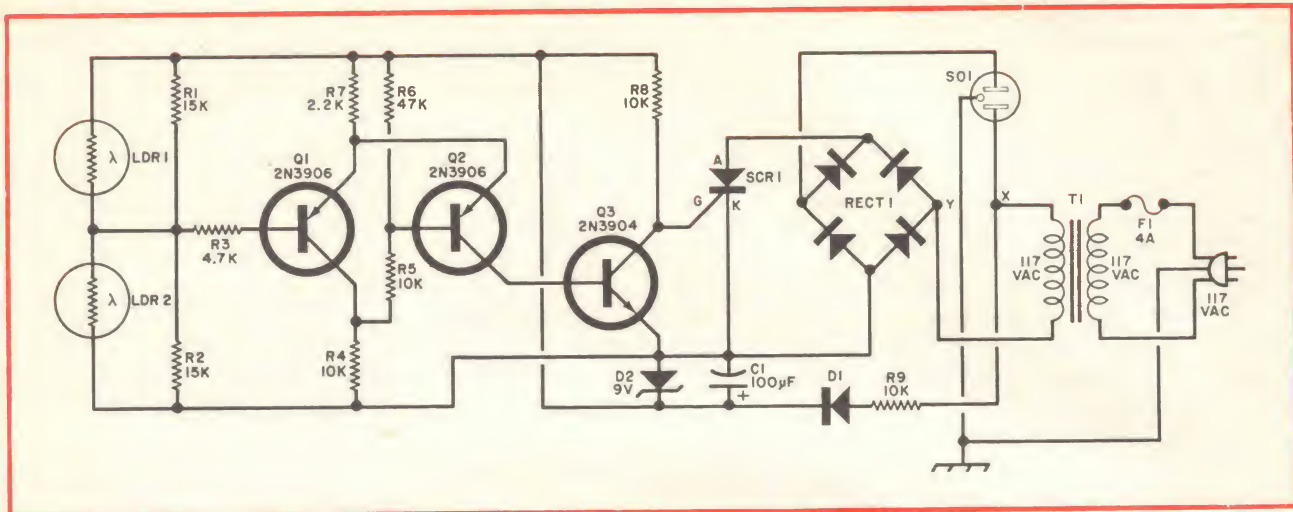 R1
15K
R7
2.2K
R6
47K
R8
10K
SO1
λ LDR1
Q1
2N3906
Q2
2N3906
A
SCR1
G
K
RECT1
Y
X
T1
F1
4A
Q3
2N3904
R3
4.7K
R5
10K
117
VAC
117
VAC
117
VAC
λ LDR2
R2
15K
R4
10K
D2
9V
C1
100µF
+
D1
R9
10K